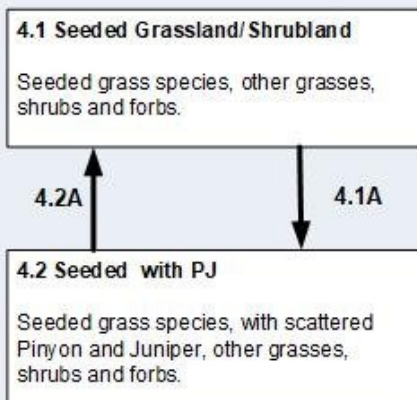 4.1 Seeded Grassland/Shrubland
Seeded grass species, other grasses,
shrubs and forbs.
4.2A
4.1A
4.2 Seeded with PJ
Seeded grass species, with scattered
Pinyon and Juniper, other grasses,
shrubs and forbs.